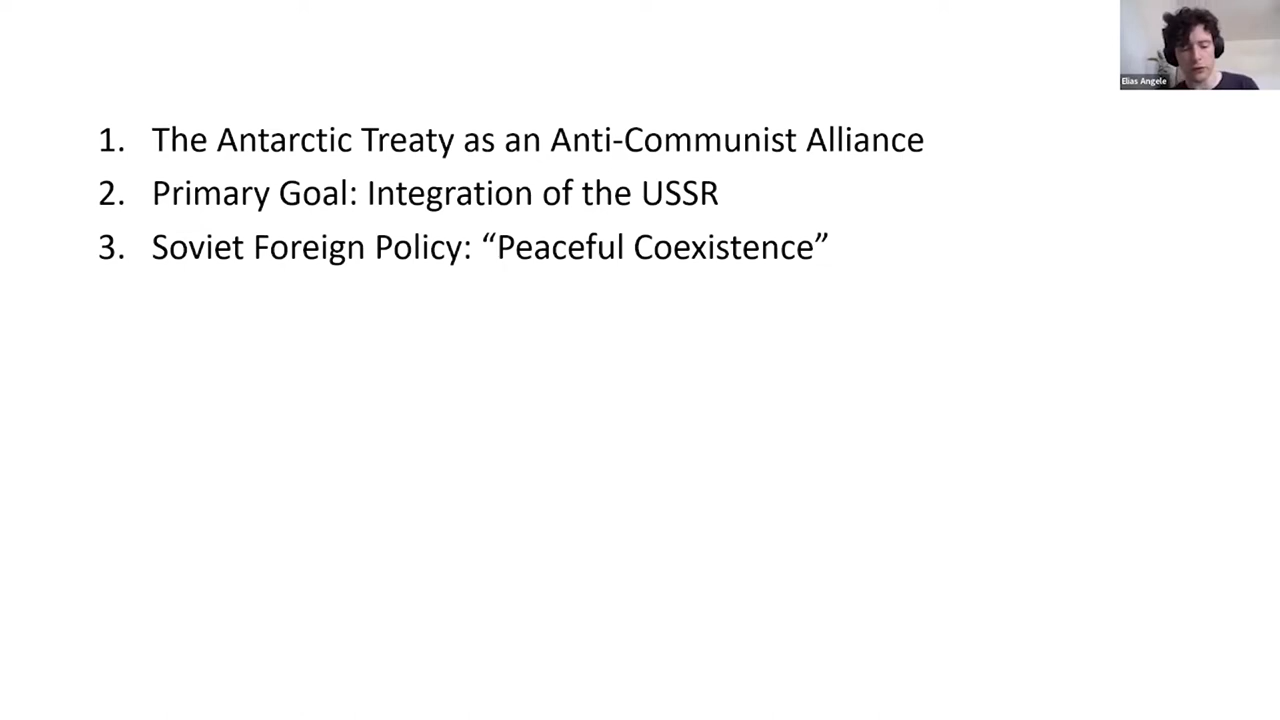 Elias Angele
1. The Antarctic Treaty as an Anti-Communist Alliance
2. Primary Goal: Integration of the USSR
3. Soviet Foreign Policy: “Peaceful Coexistence”